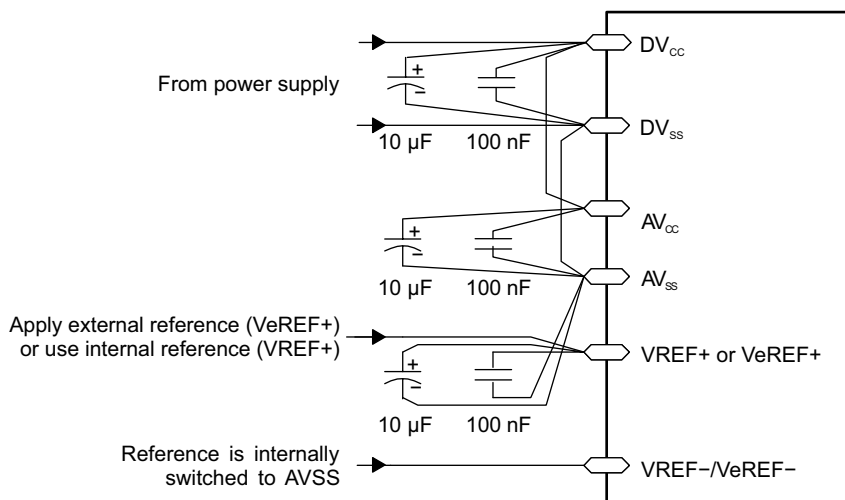 DVCC
From power supply
+
−
10 µF
100 nF
DVSS
AVCC
+
−
10 µF
100 nF
AVSS
Apply external reference (VeREF+)
or use internal reference (VREF+)
VREF+ or VeREF+
+
−
10 µF
100 nF
Reference is internally
switched to AVSS
VREF−/VeREF−